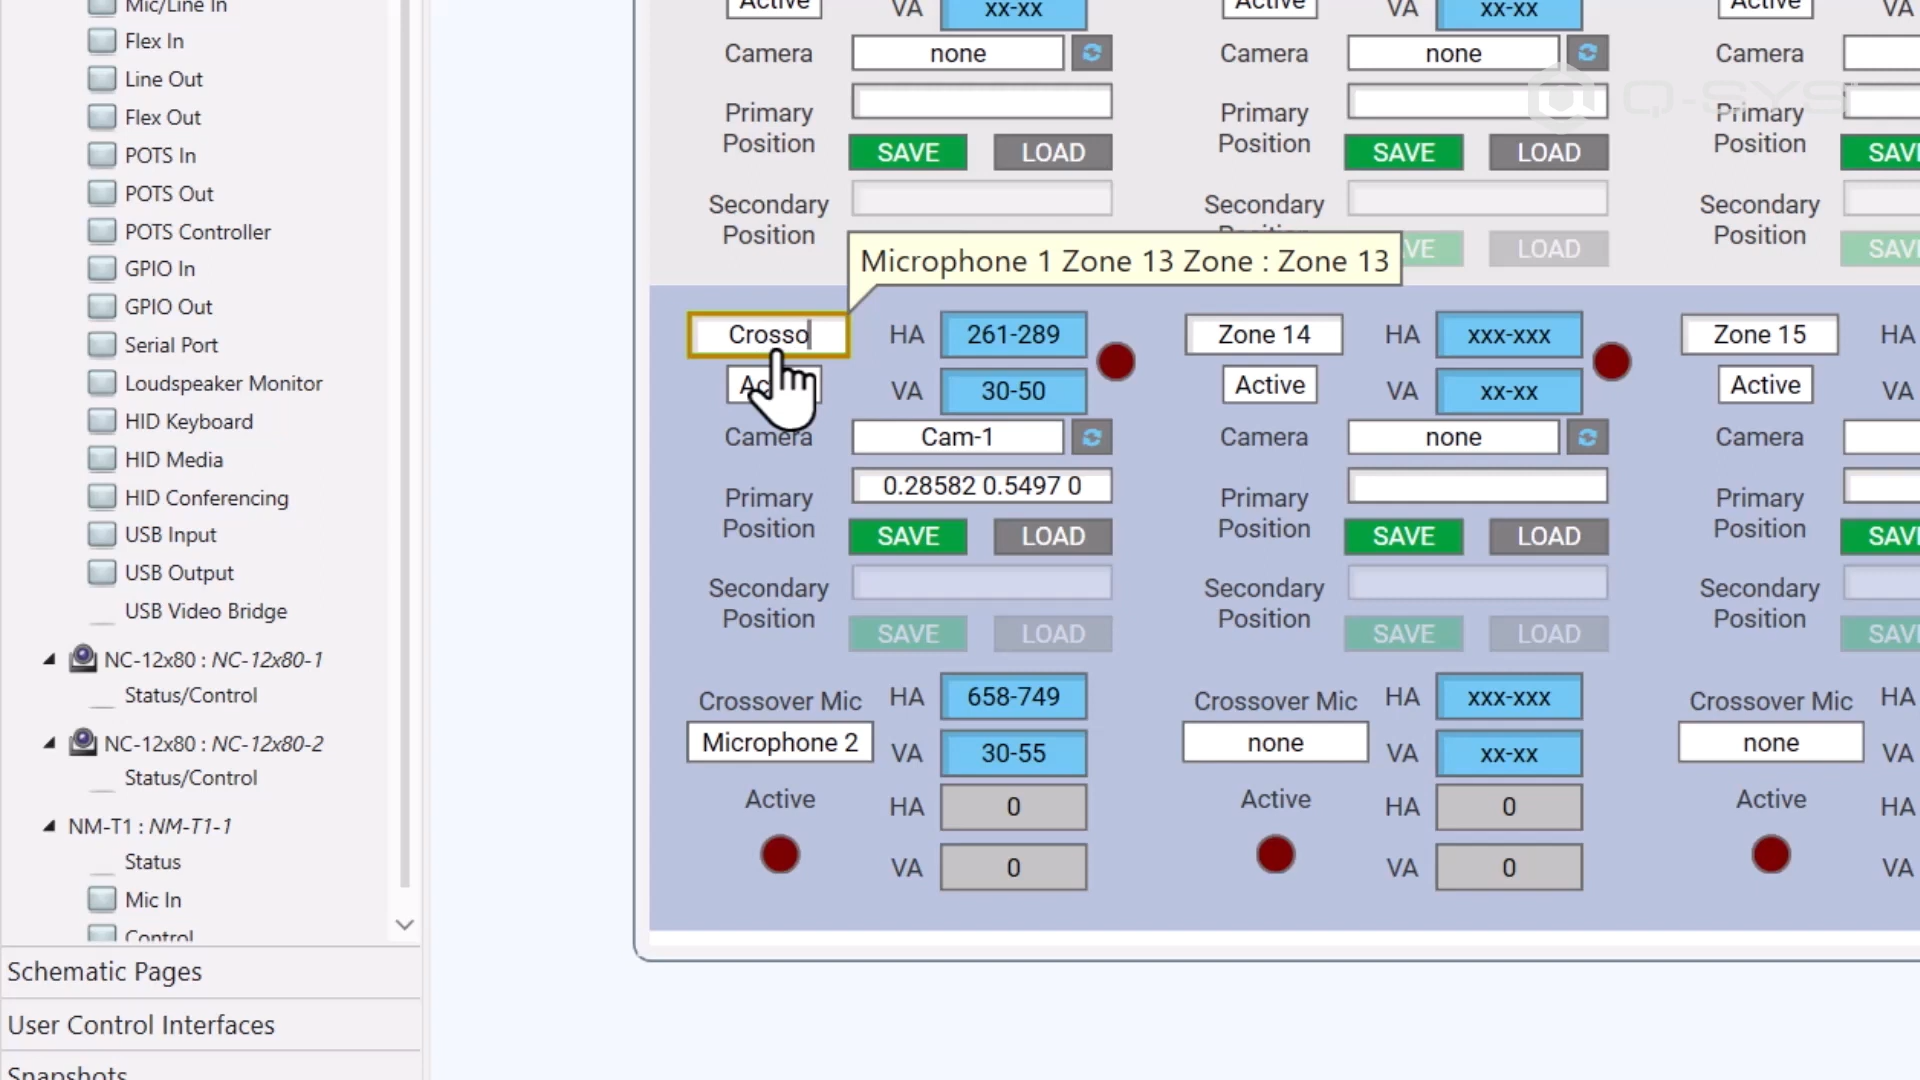 Mic/Line In
Flex In
Line Out
Flex Out
POTS In
POTS Out
POTS Controller
GPIO In
GPIO Out
Serial Port
Loudspeaker Monitor
HID Keyboard
HID Media
HID Conferencing
USB Input
USB Output
USB Video Bridge
NC-12x80 : NC-12x80-1
Status/Control
NC-12x80 : NC-12x80-2
Status/Control
NM-T1 : NM-T1-1
Status
Mic In
Control
Schematic Pages
User Control Interfaces
Snapshots
Active VA xx-xx Active VA xx-xx Active VA
Camera none Camera none Camera
Q-SYS
Primary Position Primary Position Primary Position
SAVE LOAD SAVE LOAD SAV
Secondary Position Secondary Position Secondary Position
VE LOAD SAV
Microphone 1 Zone 13 Zone : Zone 13
Crosso HA 261-289 Zone 14 HA xxx-xxx Zone 15 HA
Ac VA 30-50 Active VA xx-xx Active VA
Camera Cam-1 Camera none Camera
Primary Position 0.28582 0.5497 0 Primary Position Primary Position
SAVE LOAD SAVE LOAD SAV
Secondary Position Secondary Position Secondary Position
SAVE LOAD SAVE LOAD SAV
Crossover Mic HA 658-749 Crossover Mic HA xxx-xxx Crossover Mic HA
Microphone 2 VA 30-55 none VA xx-xx none VA
Active HA 0 Active HA 0 Active HA
VA 0 VA 0 VA